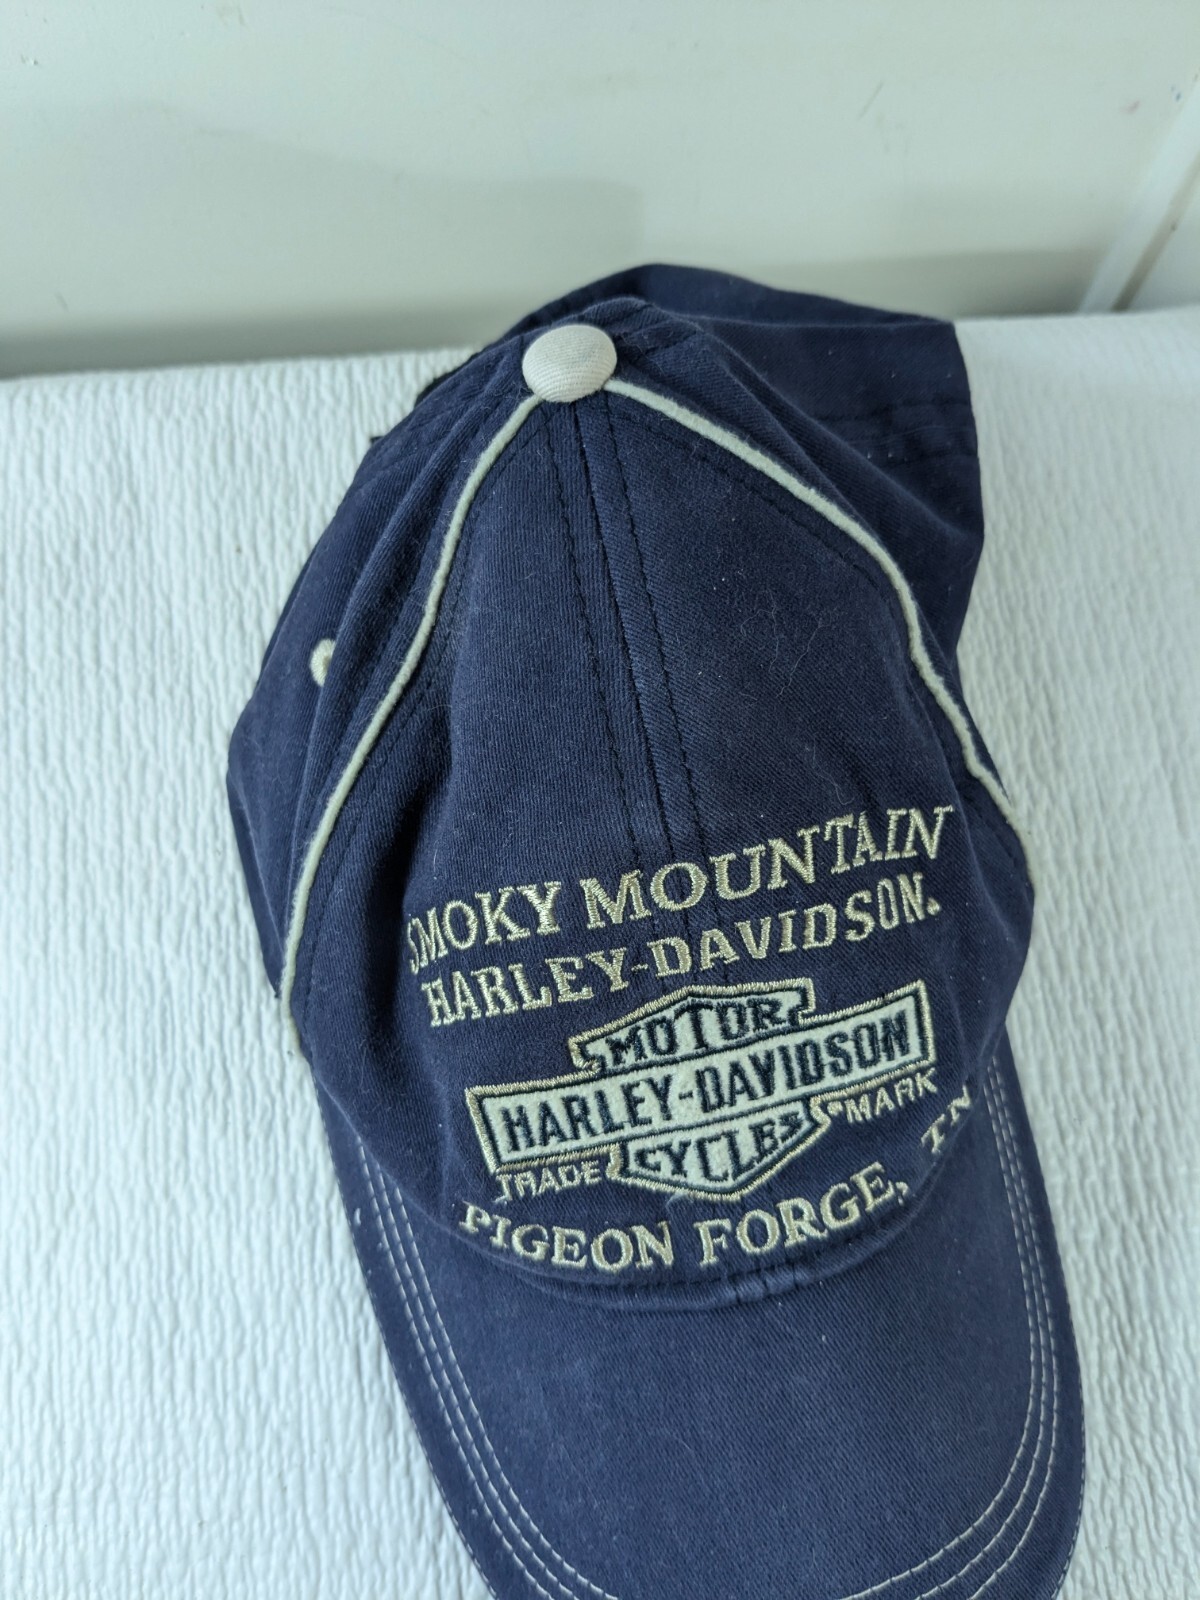 SMOKY MOUNTAIN
HARLEY-DAVIDSON.
MOTOR
HARLEY-DAVIDSON
CYCLES
TRADE MARK
PIGEON FORGE, TN